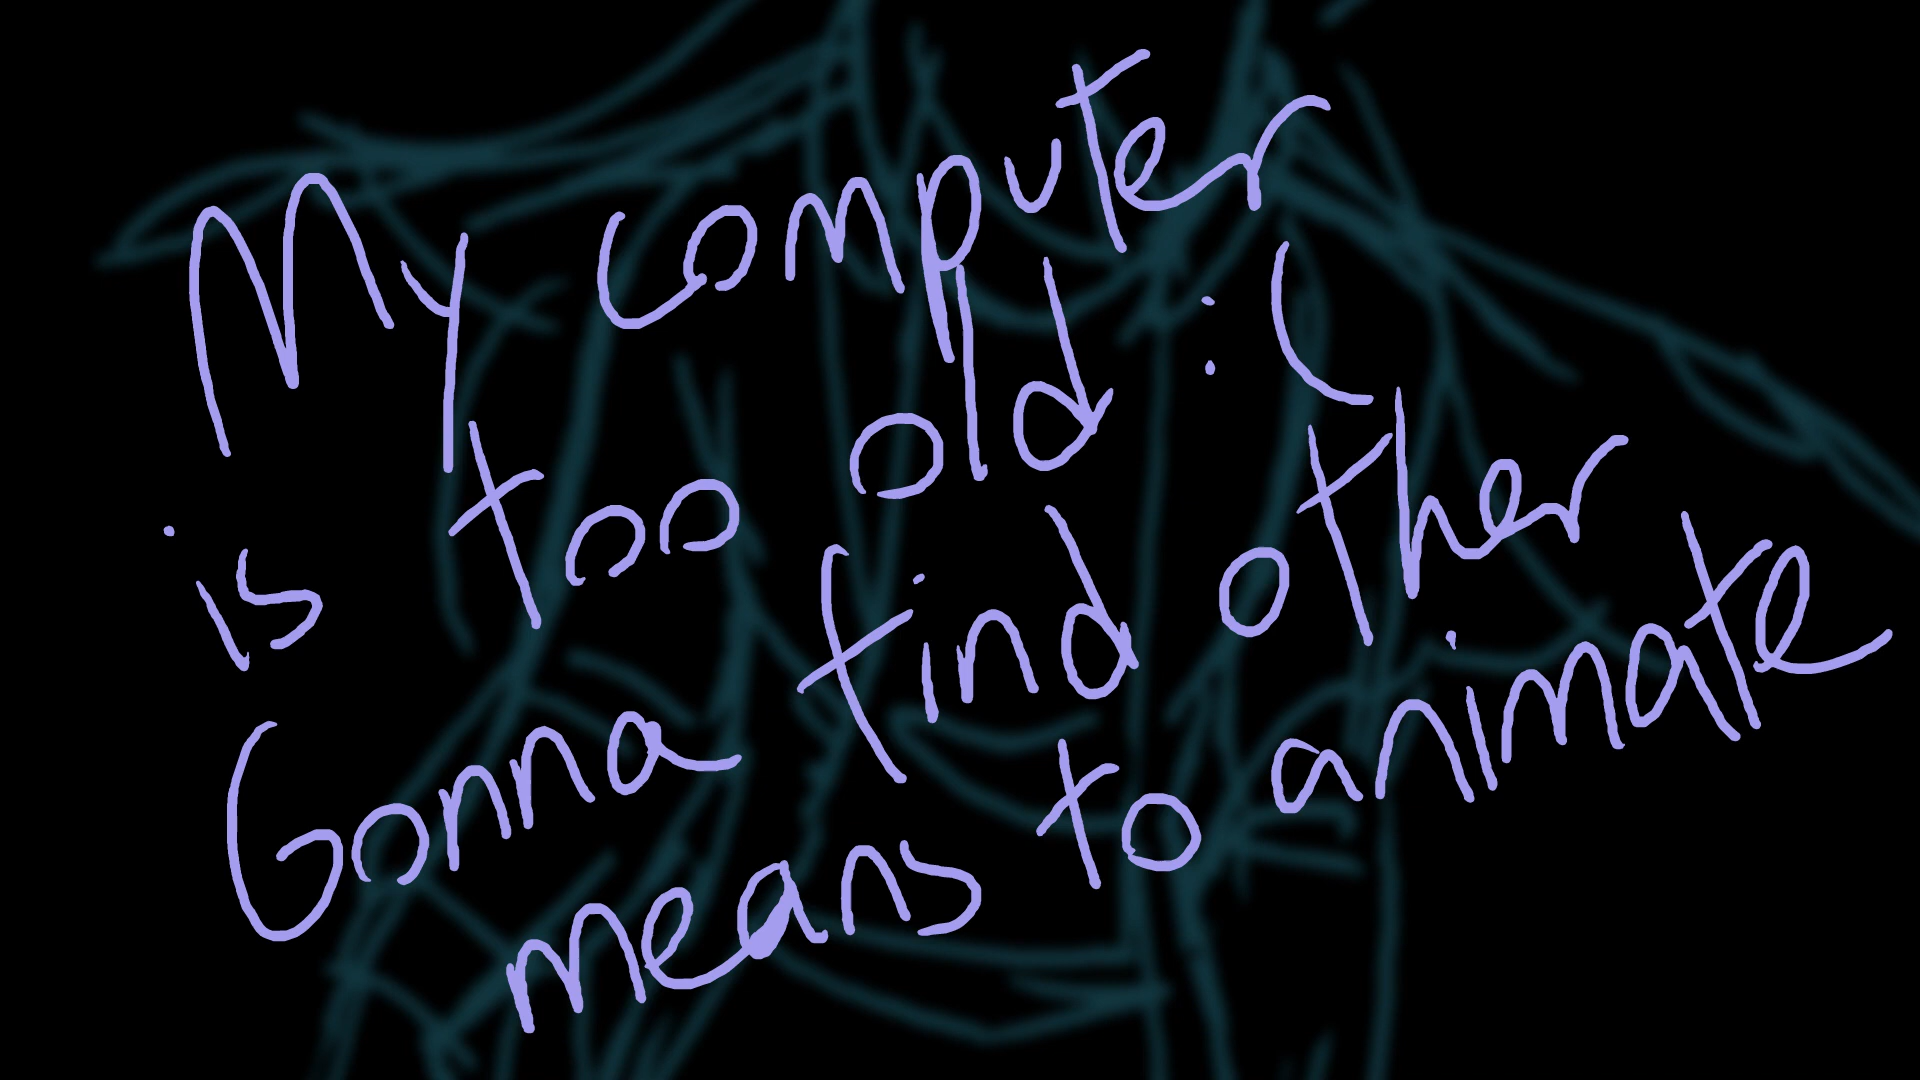 My computer
is too old :(
Gonna find other
means to animate